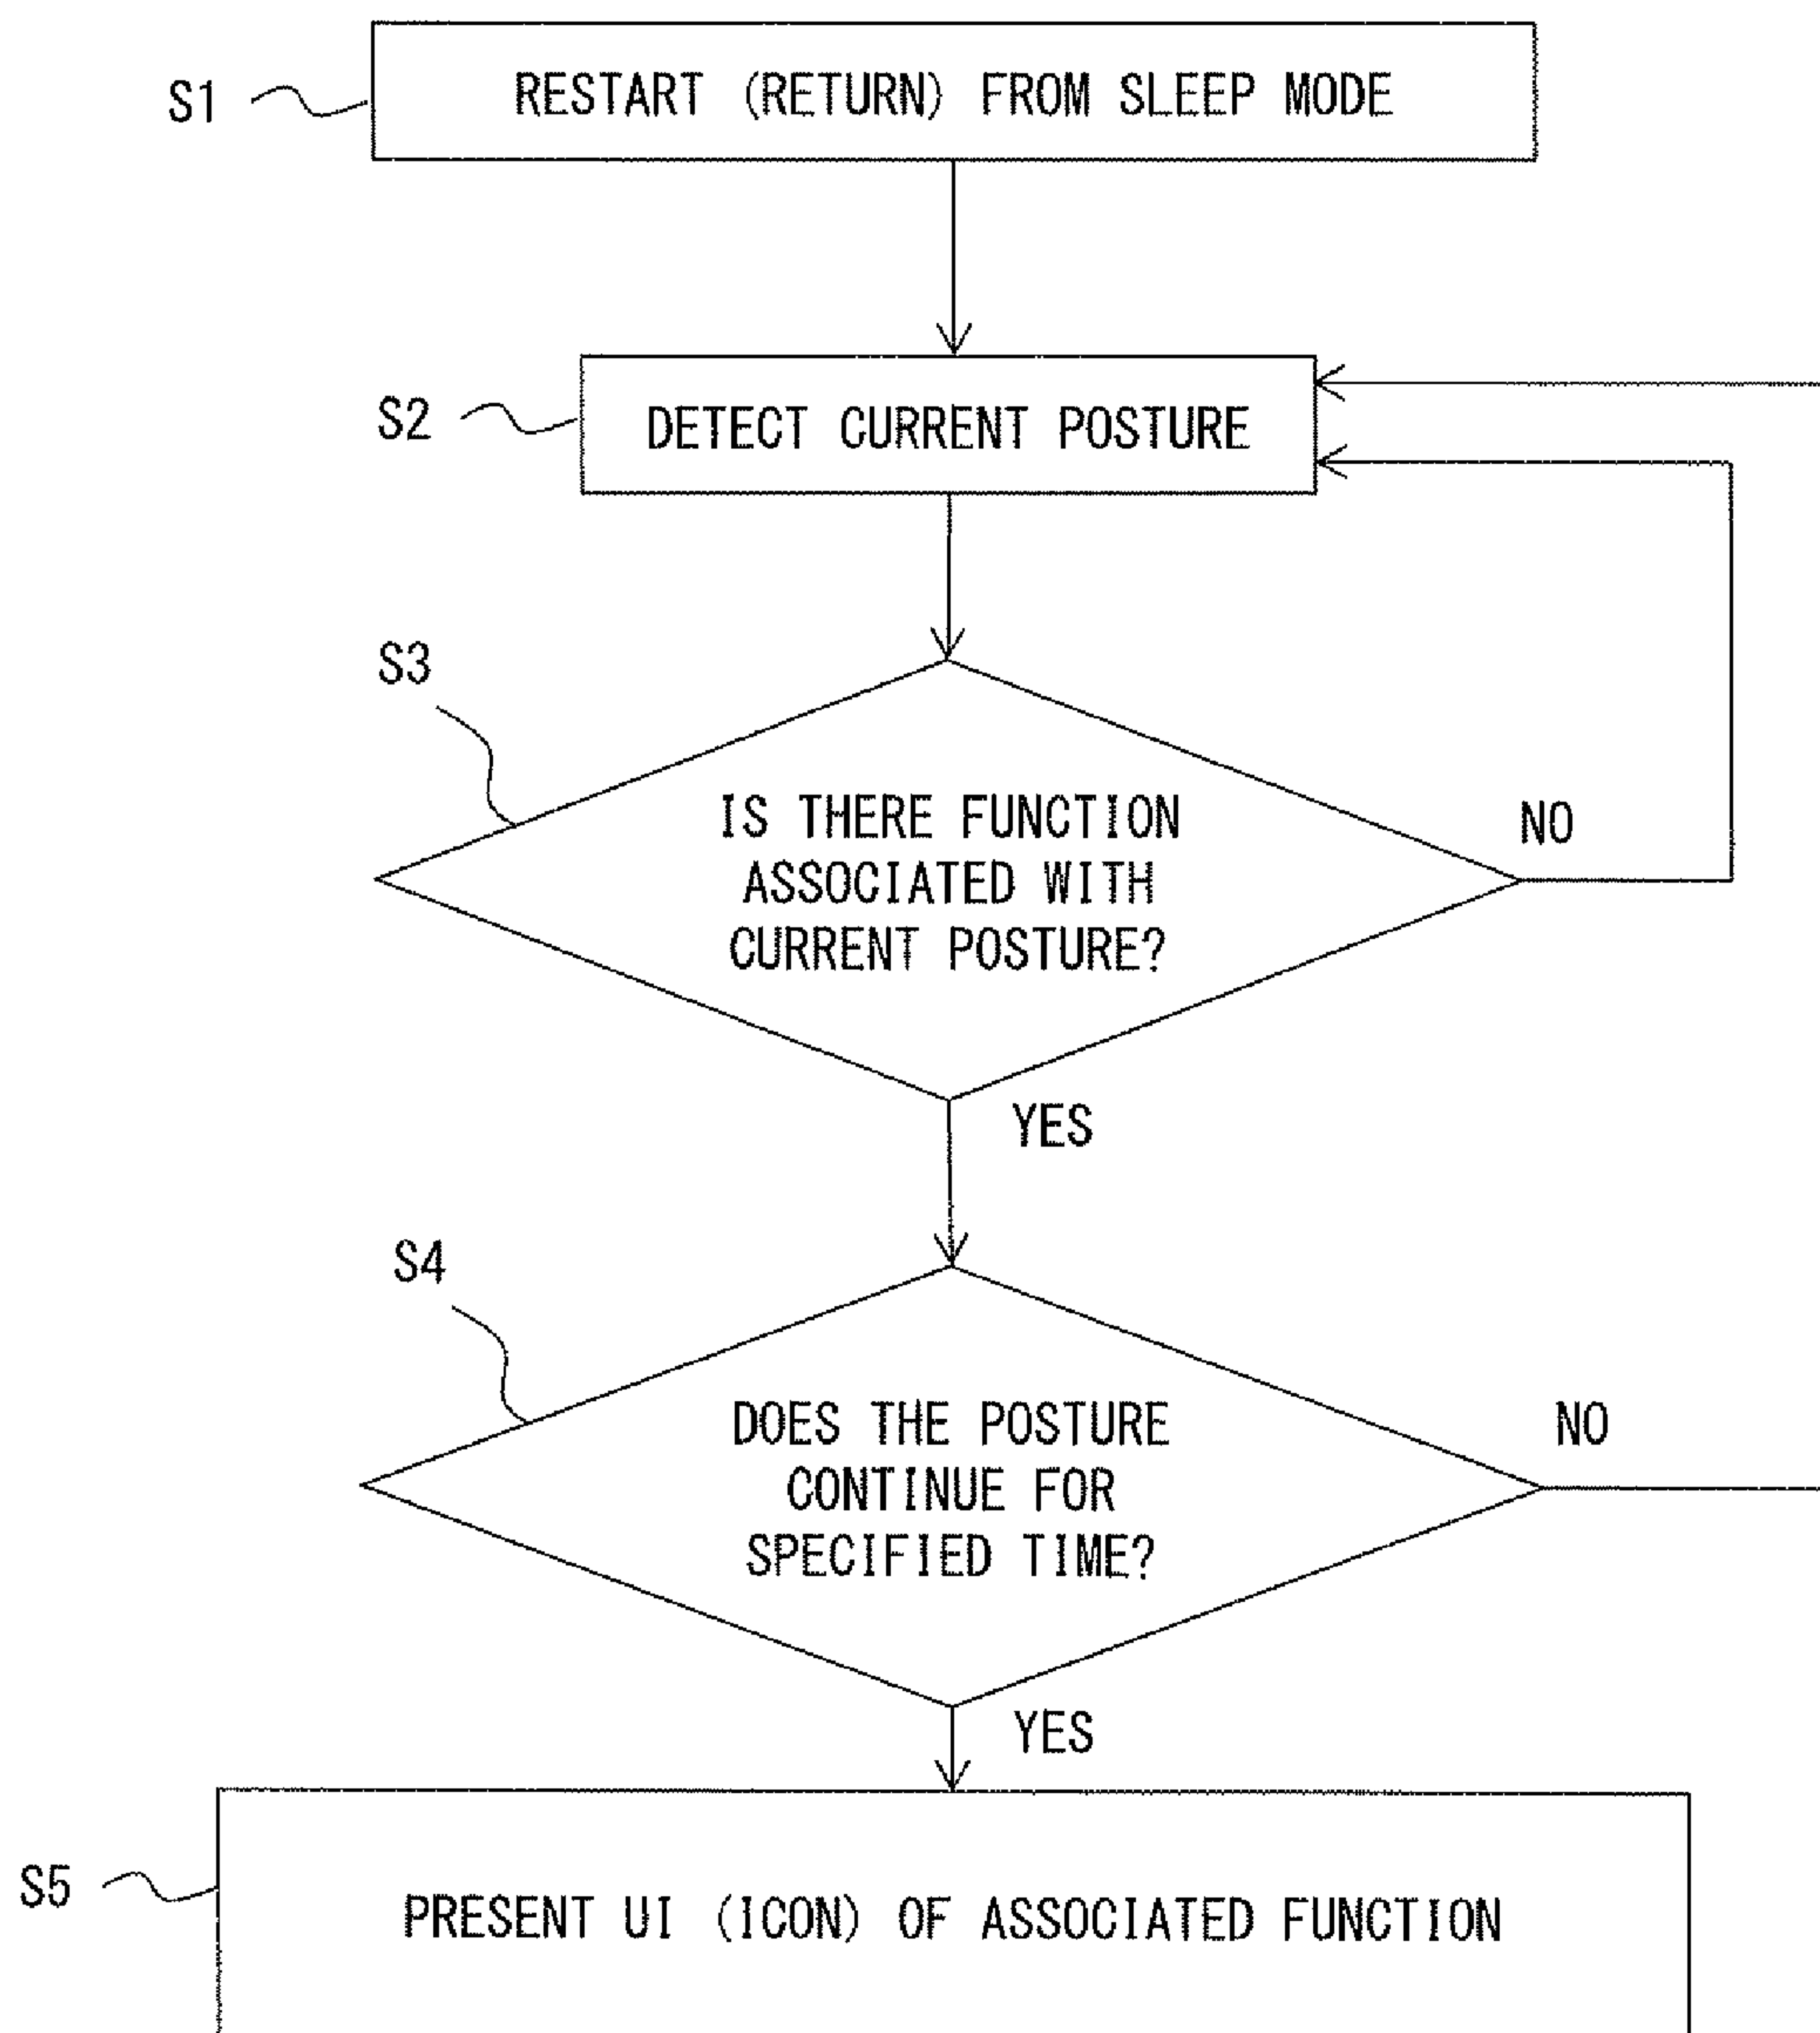 S1
RESTART (RETURN) FROM SLEEP MODE
S2
DETECT CURRENT POSTURE
S3
IS THERE FUNCTION
ASSOCIATED WITH
CURRENT POSTURE?
NO
YES
S4
DOES THE POSTURE
CONTINUE FOR
SPECIFIED TIME?
NO
YES
S5
PRESENT UI (ICON) OF ASSOCIATED FUNCTION